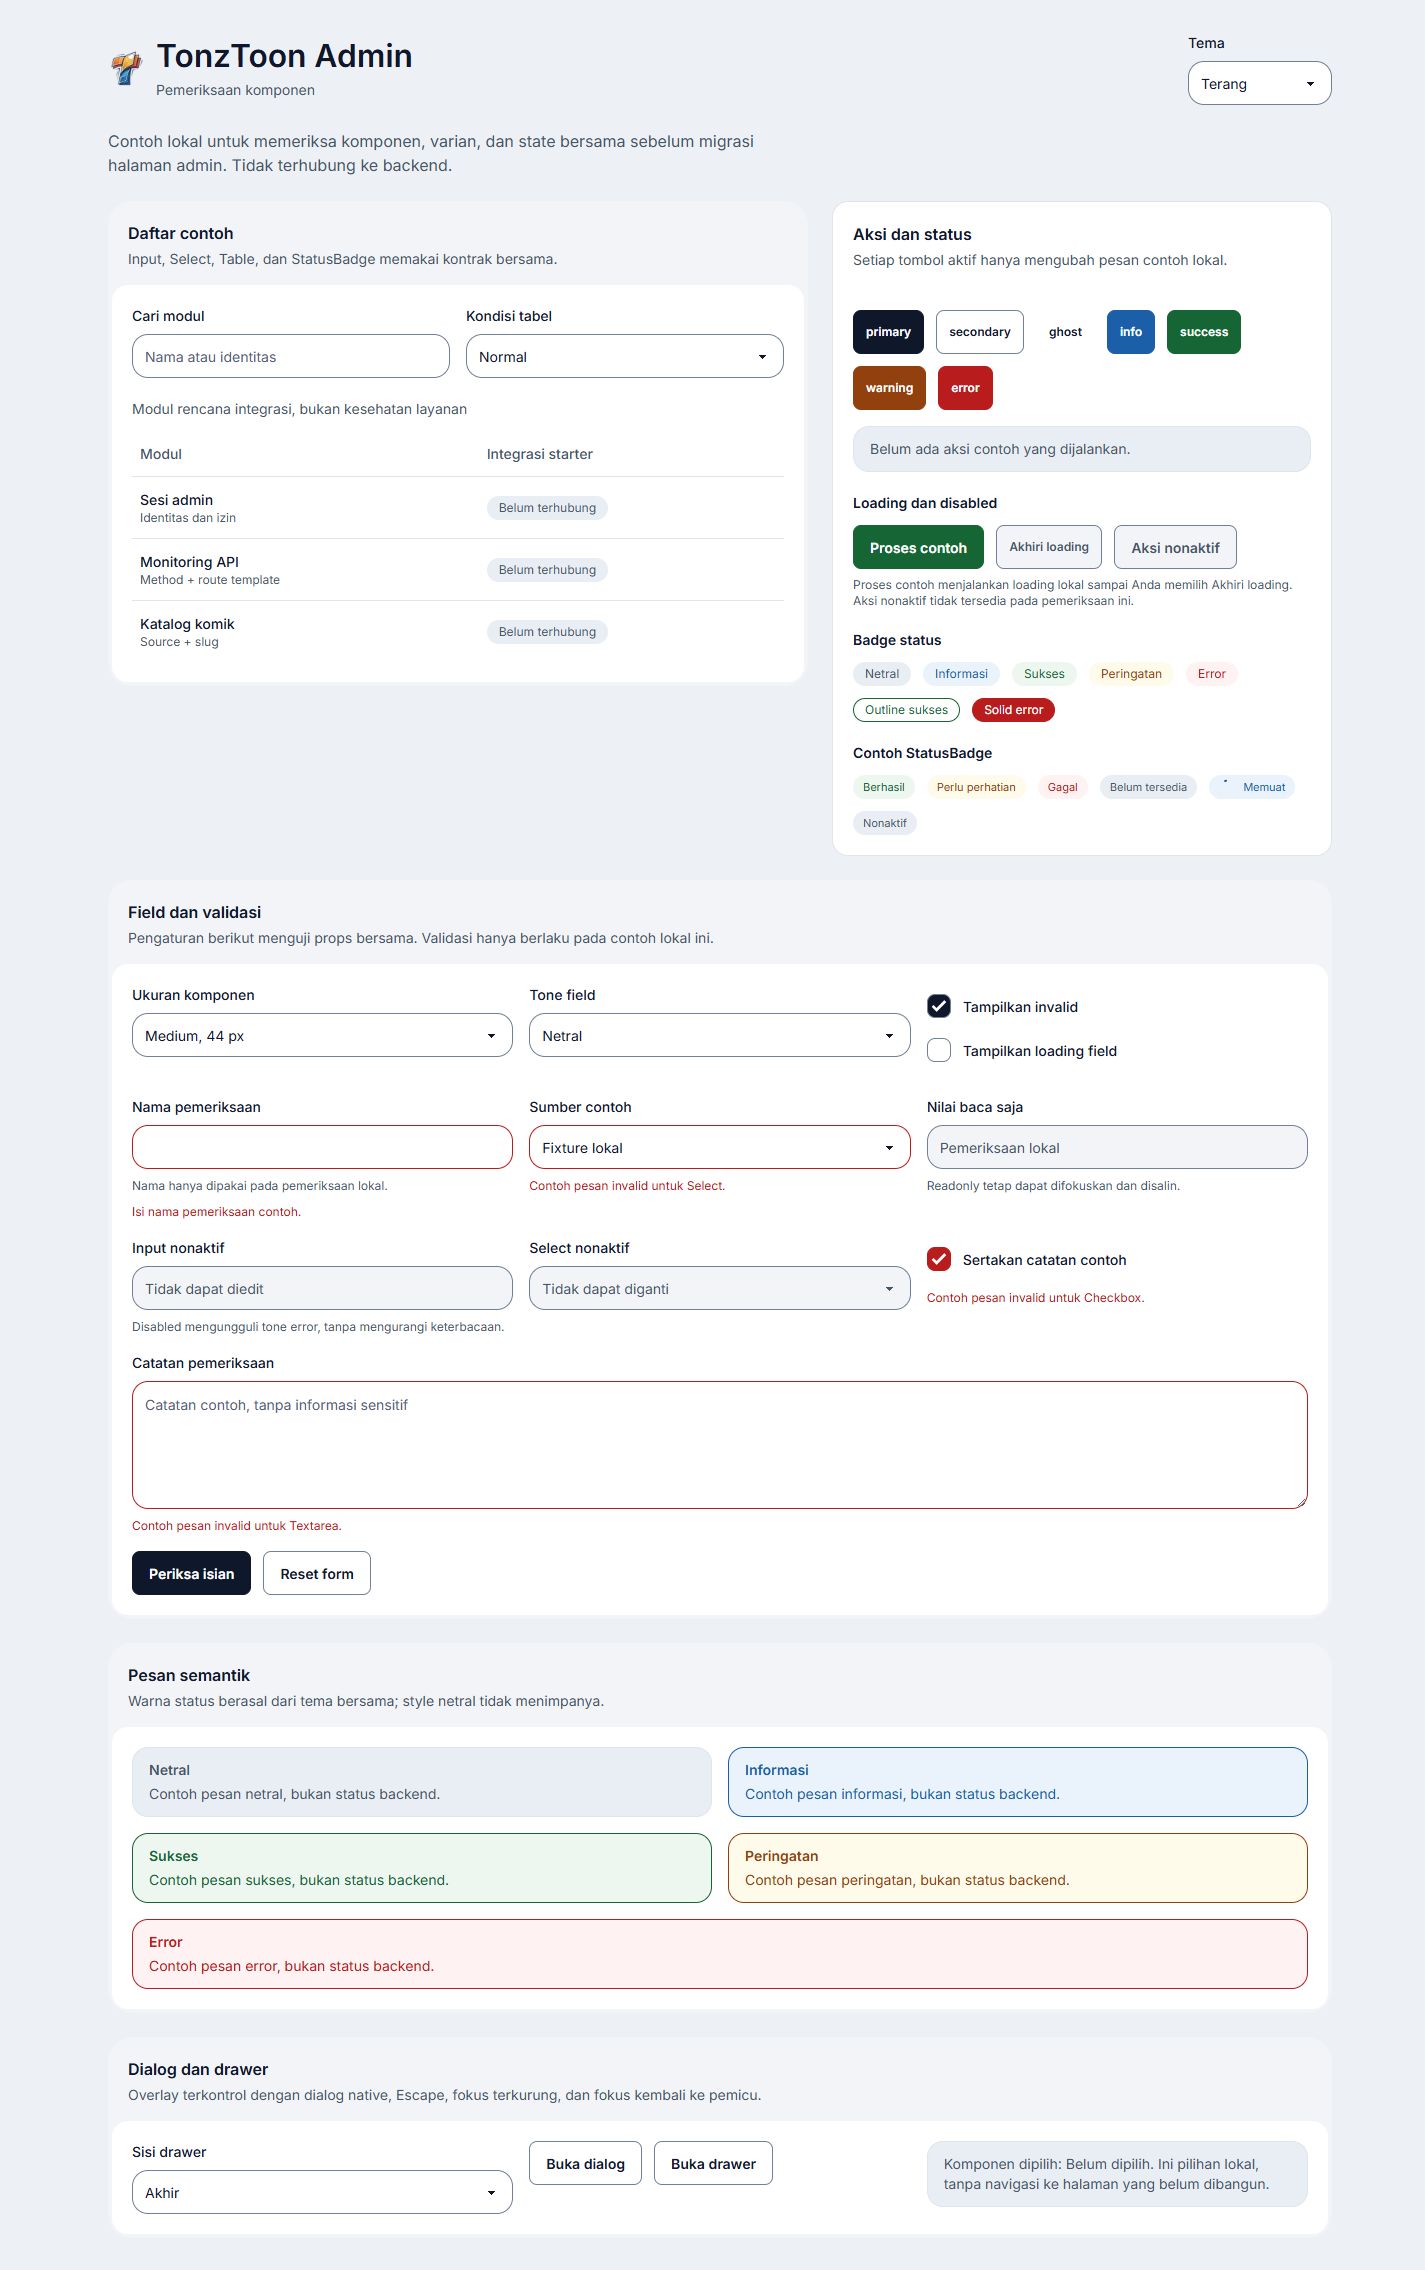 TonzToon Admin
Pemeriksaan komponen
Tema
Terang
Contoh lokal untuk memeriksa komponen, varian, dan state bersama sebelum migrasi
halaman admin. Tidak terhubung ke backend.
Daftar contoh
Input, Select, Table, dan StatusBadge memakai kontrak bersama.
Cari modul
Kondisi tabel
Nama atau identitas
Normal
Modul rencana integrasi, bukan kesehatan layanan
Modul
Integrasi starter
Sesi admin
Identitas dan izin
Belum terhubung
Monitoring API
Method + route template
Belum terhubung
Katalog komik
Source + slug
Belum terhubung
Aksi dan status
Setiap tombol aktif hanya mengubah pesan contoh lokal.
primary
secondary
ghost
info
success
warning
error
Belum ada aksi contoh yang dijalankan.
Loading dan disabled
Proses contoh
Akhiri loading
Aksi nonaktif
Proses contoh menjalankan loading lokal sampai Anda memilih Akhiri loading.
Aksi nonaktif tidak tersedia pada pemeriksaan ini.
Badge status
Netral
Informasi
Sukses
Peringatan
Error
Outline sukses
Solid error
Contoh StatusBadge
Berhasil
Perlu perhatian
Gagal
Belum tersedia
Memuat
Nonaktif
Field dan validasi
Pengaturan berikut menguji props bersama. Validasi hanya berlaku pada contoh lokal ini.
Ukuran komponen
Tone field
Medium, 44 px
Netral
Tampilkan invalid
Tampilkan loading field
Nama pemeriksaan
Sumber contoh
Nilai baca saja
Fixture lokal
Pemeriksaan lokal
Nama hanya dipakai pada pemeriksaan lokal.
Contoh pesan invalid untuk Select.
Readonly tetap dapat difokuskan dan disalin.
Isi nama pemeriksaan contoh.
Input nonaktif
Select nonaktif
Sertakan catatan contoh
Tidak dapat diedit
Tidak dapat diganti
Contoh pesan invalid untuk Checkbox.
Disabled mengungguli tone error, tanpa mengurangi keterbacaan.
Catatan pemeriksaan
Catatan contoh, tanpa informasi sensitif
Contoh pesan invalid untuk Textarea.
Periksa isian
Reset form
Pesan semantik
Warna status berasal dari tema bersama; style netral tidak menimpanya.
Netral
Contoh pesan netral, bukan status backend.
Informasi
Contoh pesan informasi, bukan status backend.
Sukses
Contoh pesan sukses, bukan status backend.
Peringatan
Contoh pesan peringatan, bukan status backend.
Error
Contoh pesan error, bukan status backend.
Dialog dan drawer
Overlay terkontrol dengan dialog native, Escape, fokus terkurung, dan fokus kembali ke pemicu.
Sisi drawer
Akhir
Buka dialog
Buka drawer
Komponen dipilih: Belum dipilih. Ini pilihan lokal,
tanpa navigasi ke halaman yang belum dibangun.